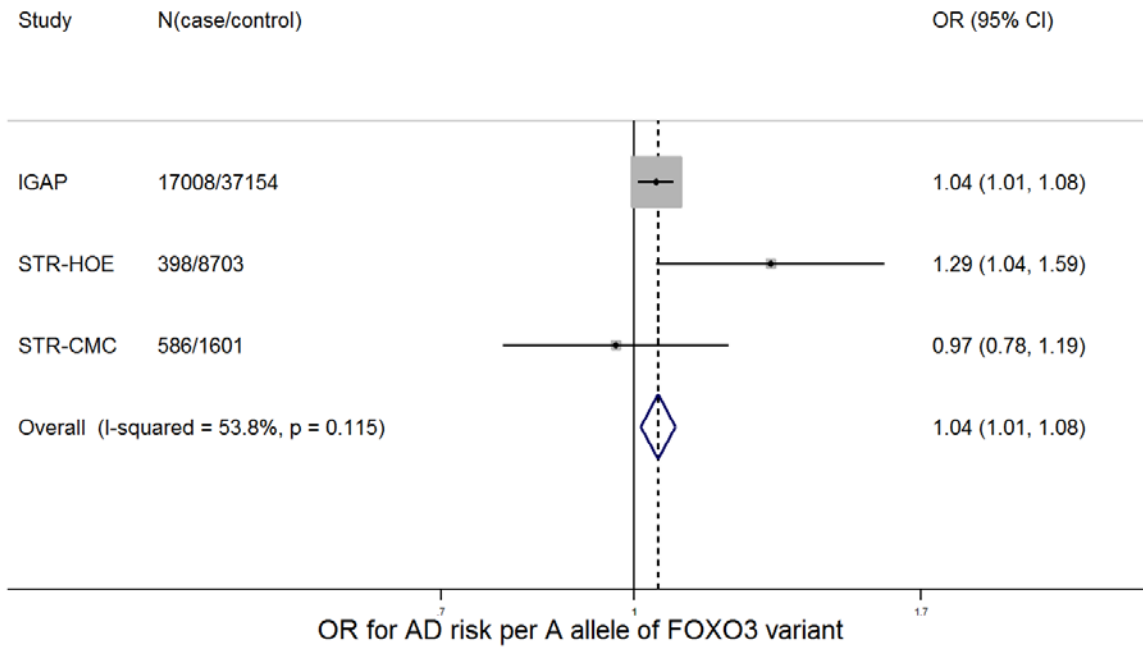 Study N(case/control) OR (95% CI)
IGAP 17008/37154 1.04 (1.01, 1.08)
STR-HOE 398/8703 1.29 (1.04, 1.59)
STR-CMC 586/1601 0.97 (0.78, 1.19)
Overall (I-squared = 53.8%, p = 0.115) 1.04 (1.01, 1.08)
.7 1 1.7
OR for AD risk per A allele of FOXO3 variant